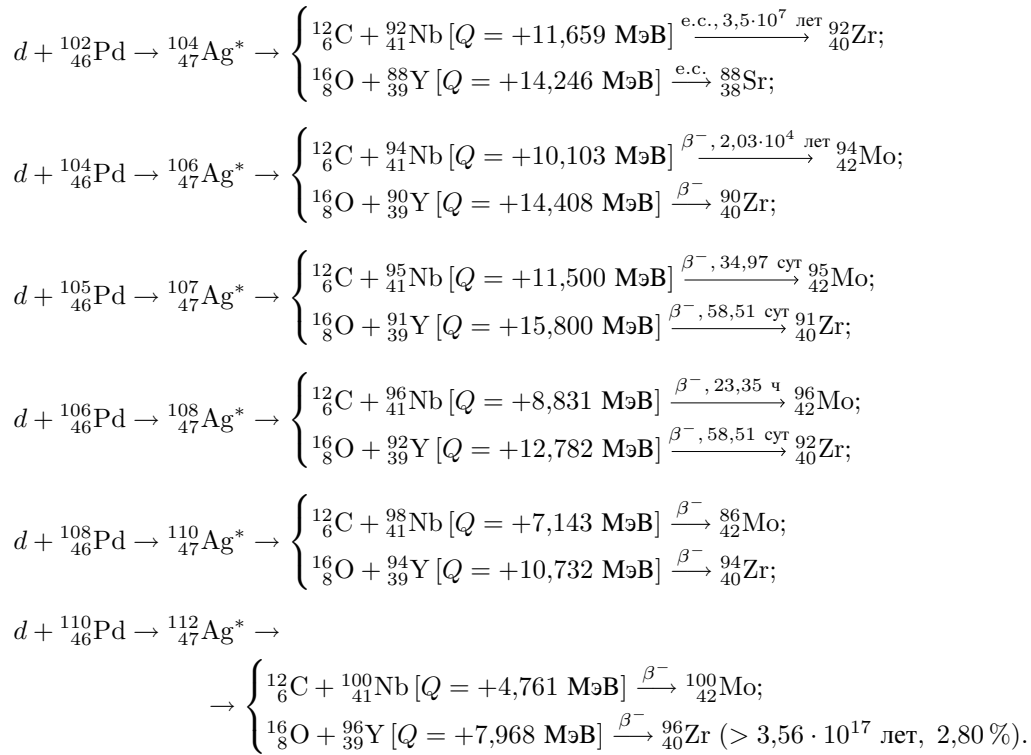 d + ¹⁰²₄₆Pd → ¹⁰⁴₄₇Ag* → { ¹²₆C + ⁹²₄₁Nb [Q = +11,659 МэВ] —е.с., 3,5·10⁷ лет→ ⁹²₄₀Zr;
¹⁶₈O + ⁸⁸₃₉Y [Q = +14,246 МэВ] —е.с.→ ⁸⁸₃₈Sr;
d + ¹⁰⁴₄₆Pd → ¹⁰⁶₄₇Ag* → { ¹²₆C + ⁹⁴₄₁Nb [Q = +10,103 МэВ] —β⁻, 2,03·10⁴ лет→ ⁹⁴₄₂Mo;
¹⁶₈O + ⁹⁰₃₉Y [Q = +14,408 МэВ] —β⁻→ ⁹⁰₄₀Zr;
d + ¹⁰⁵₄₆Pd → ¹⁰⁷₄₇Ag* → { ¹²₆C + ⁹⁵₄₁Nb [Q = +11,500 МэВ] —β⁻, 34,97 сут→ ⁹⁵₄₂Mo;
¹⁶₈O + ⁹¹₃₉Y [Q = +15,800 МэВ] —β⁻, 58,51 сут→ ⁹¹₄₀Zr;
d + ¹⁰⁶₄₆Pd → ¹⁰⁸₄₇Ag* → { ¹²₆C + ⁹⁶₄₁Nb [Q = +8,831 МэВ] —β⁻, 23,35 ч→ ⁹⁶₄₂Mo;
¹⁶₈O + ⁹²₃₉Y [Q = +12,782 МэВ] —β⁻, 58,51 сут→ ⁹²₄₀Zr;
d + ¹⁰⁸₄₆Pd → ¹¹⁰₄₇Ag* → { ¹²₆C + ⁹⁸₄₁Nb [Q = +7,143 МэВ] —β⁻→ ⁸⁶₄₂Mo;
¹⁶₈O + ⁹⁴₃₉Y [Q = +10,732 МэВ] —β⁻→ ⁹⁴₄₀Zr;
d + ¹¹⁰₄₆Pd → ¹¹²₄₇Ag* →
→ { ¹²₆C + ¹⁰⁰₄₁Nb [Q = +4,761 МэВ] —β⁻→ ¹⁰⁰₄₂Mo;
¹⁶₈O + ⁹⁶₃₉Y [Q = +7,968 МэВ] —β⁻→ ⁹⁶₄₀Zr (> 3,56 · 10¹⁷ лет, 2,80 %).